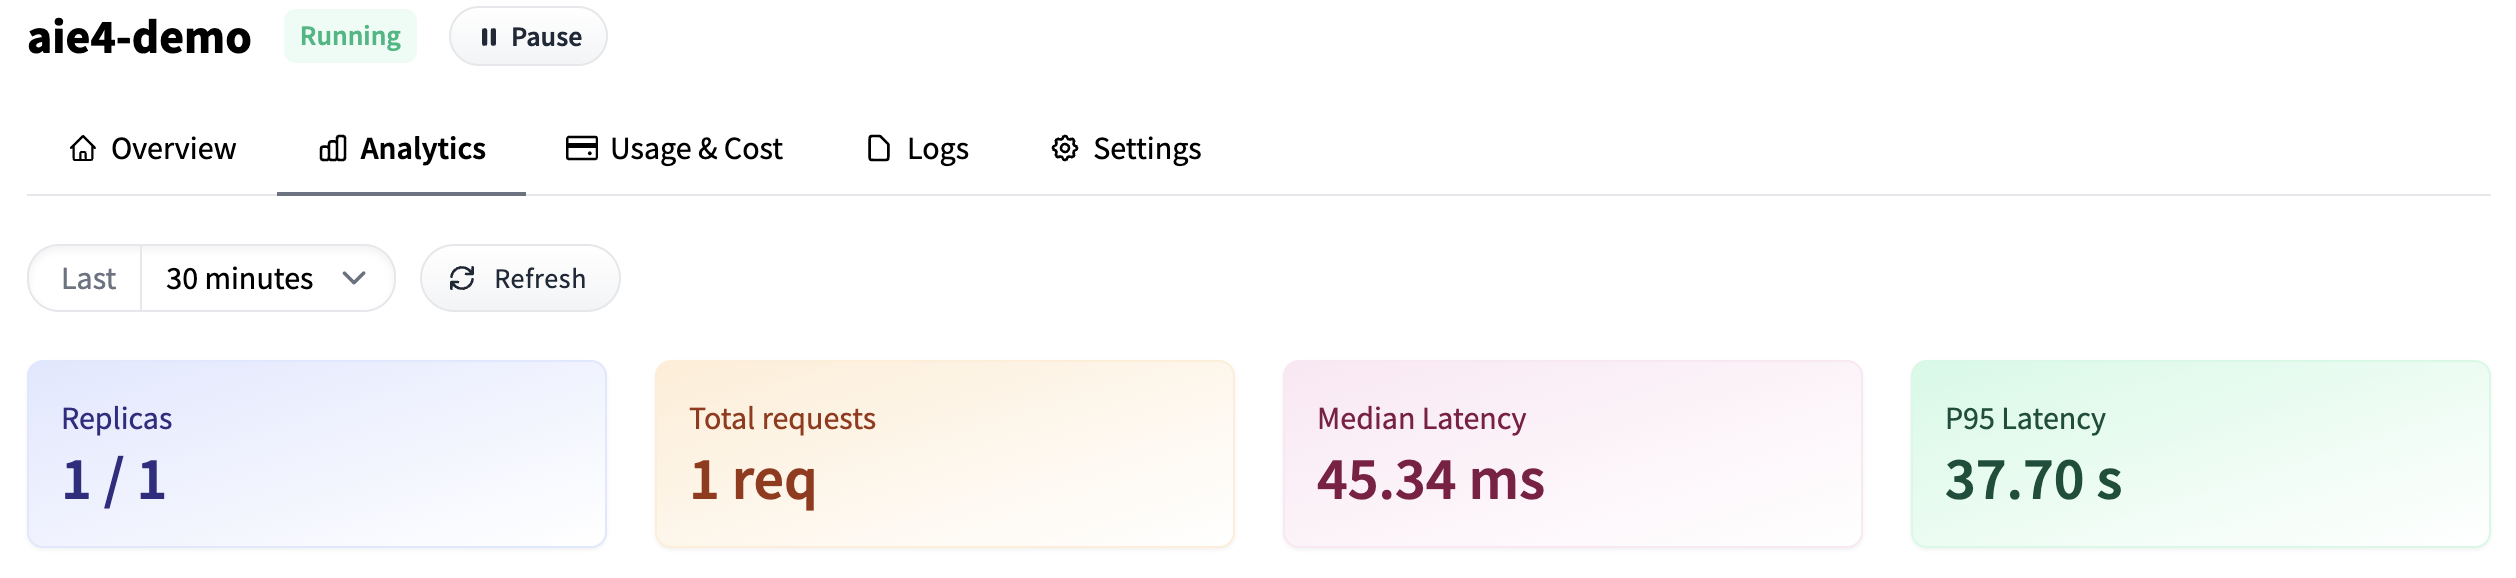 aie4-demo Running Pause
Overview Analytics Usage & Cost Logs Settings
Last 30 minutes Refresh
Replicas Total requests Median Latency P95 Latency
1 / 1 1 req 45.34 ms 37.70 s